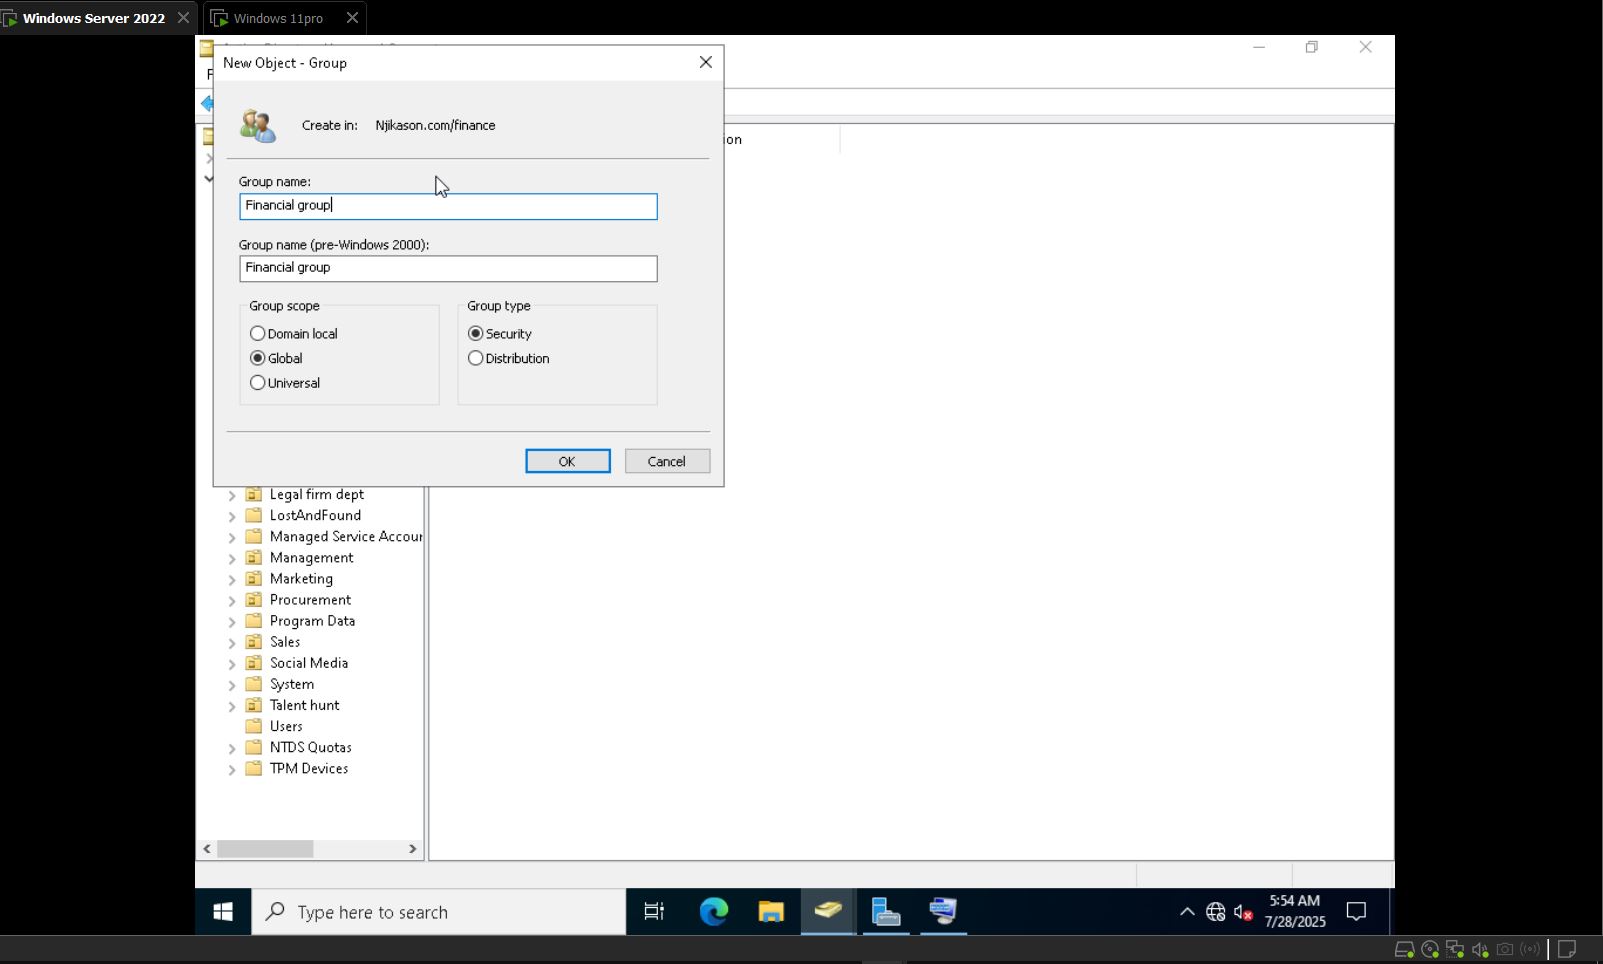 Windows Server 2022
Windows 11pro
New Object - Group
Create in: Njikason.com/finance
ion
Group name:
Financial group
Group name (pre-Windows 2000):
Financial group
Group scope
Group type
Domain local
Security
Global
Distribution
Universal
OK
Cancel
Legal firm dept
LostAndFound
Managed Service Accour
Management
Marketing
Procurement
Program Data
Sales
Social Media
System
Talent hunt
Users
NTDS Quotas
TPM Devices
Type here to search
5:54 AM
7/28/2025